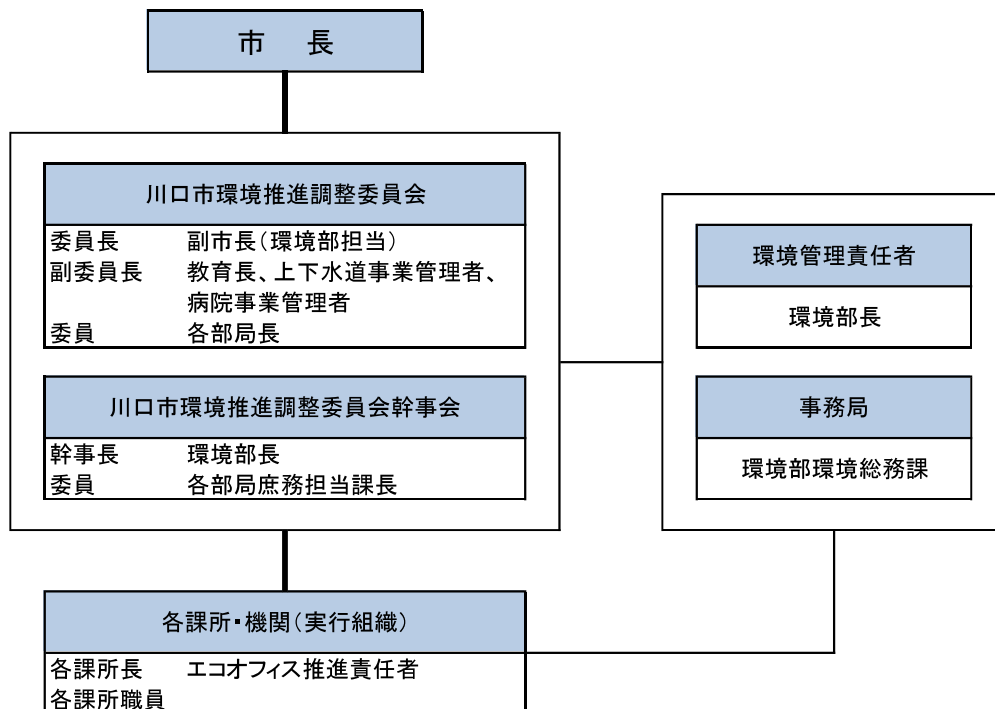 市　長
川口市環境推進調整委員会
委員長　副市長（環境部担当）
副委員長　教育長、上下水道事業管理者、
病院事業管理者
委員　各部局長
川口市環境推進調整委員会幹事会
幹事長　環境部長
委員　各部局庶務担当課長
環境管理責任者
環境部長
事務局
環境部環境総務課
各課所・機関（実行組織）
各課所長　エコオフィス推進責任者
各課所職員